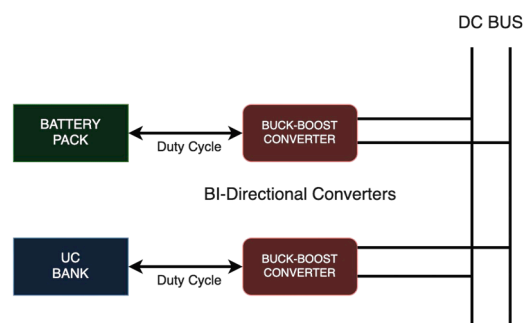 DC BUS
BATTERY
PACK
Duty Cycle
BUCK-BOOST
CONVERTER
BI-Directional Converters
UC
BANK
Duty Cycle
BUCK-BOOST
CONVERTER